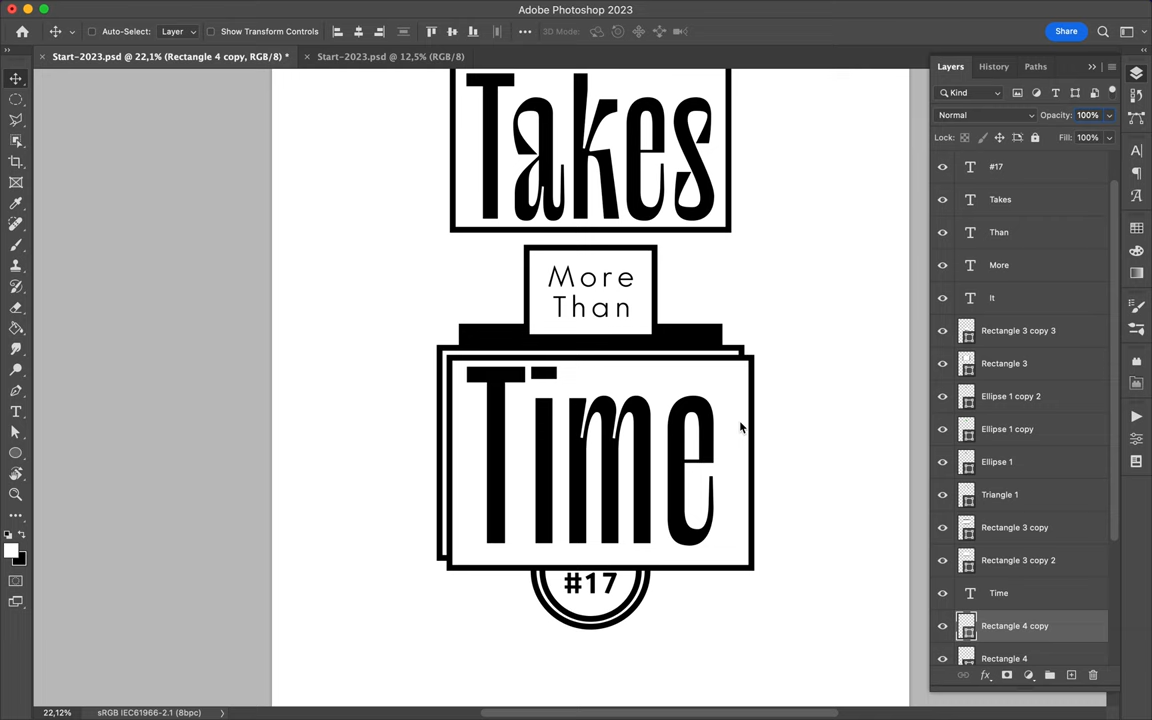 Adobe Photoshop 2023
Auto-Select: Layer Show Transform Controls 3D Mode: Share
Start-2023.psd @ 22,1% (Rectangle 4 copy, RGB/8) * Start-2023.psd @ 12,5% (RGB/8)
Layers History Paths
Kind
Normal Opacity: 100%
Lock: Fill: 100%
#17
Takes
Than
More
It
Rectangle 3 copy 3
Rectangle 3
Ellipse 1 copy 2
Ellipse 1 copy
Ellipse 1
Triangle 1
Rectangle 3 copy
Rectangle 3 copy 2
Time
Rectangle 4 copy
Rectangle 4
Takes
More
Than
Time
#17
22,12% sRGB IEC61966-2.1 (8bpc)